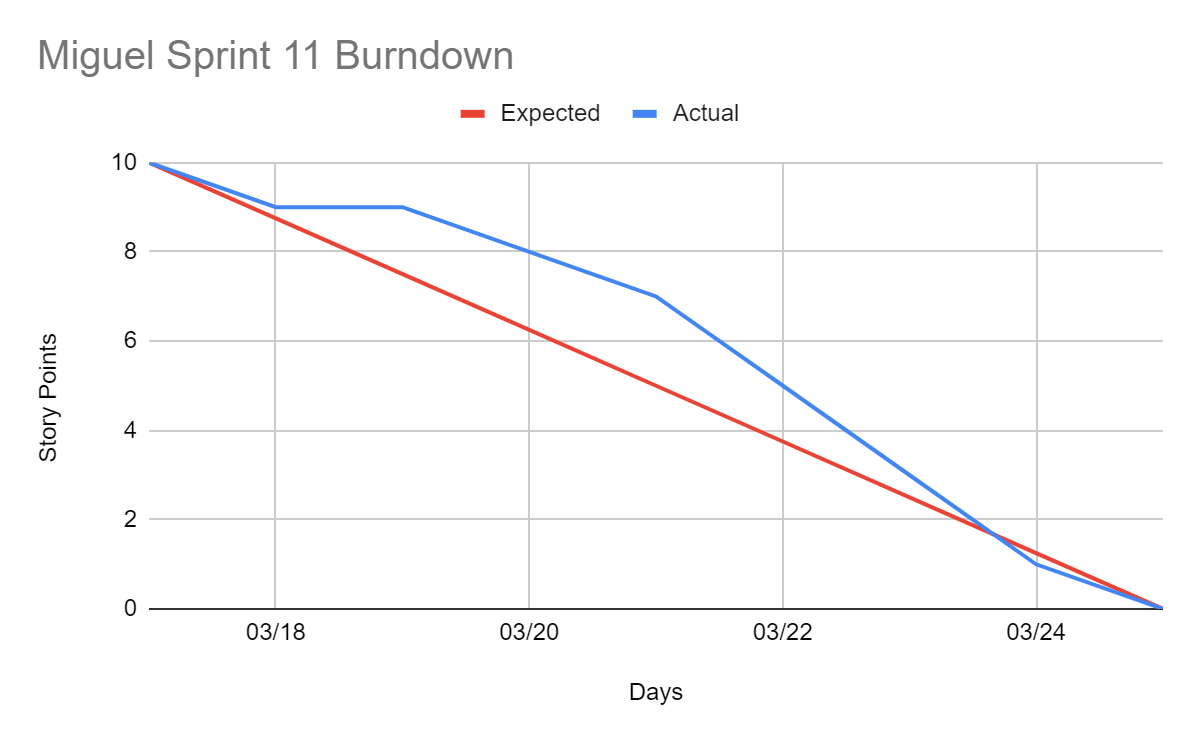 Miguel Sprint 11 Burndown
Expected Actual
10
8
6
4
2
0
Story Points
03/18 03/20 03/22 03/24
Days